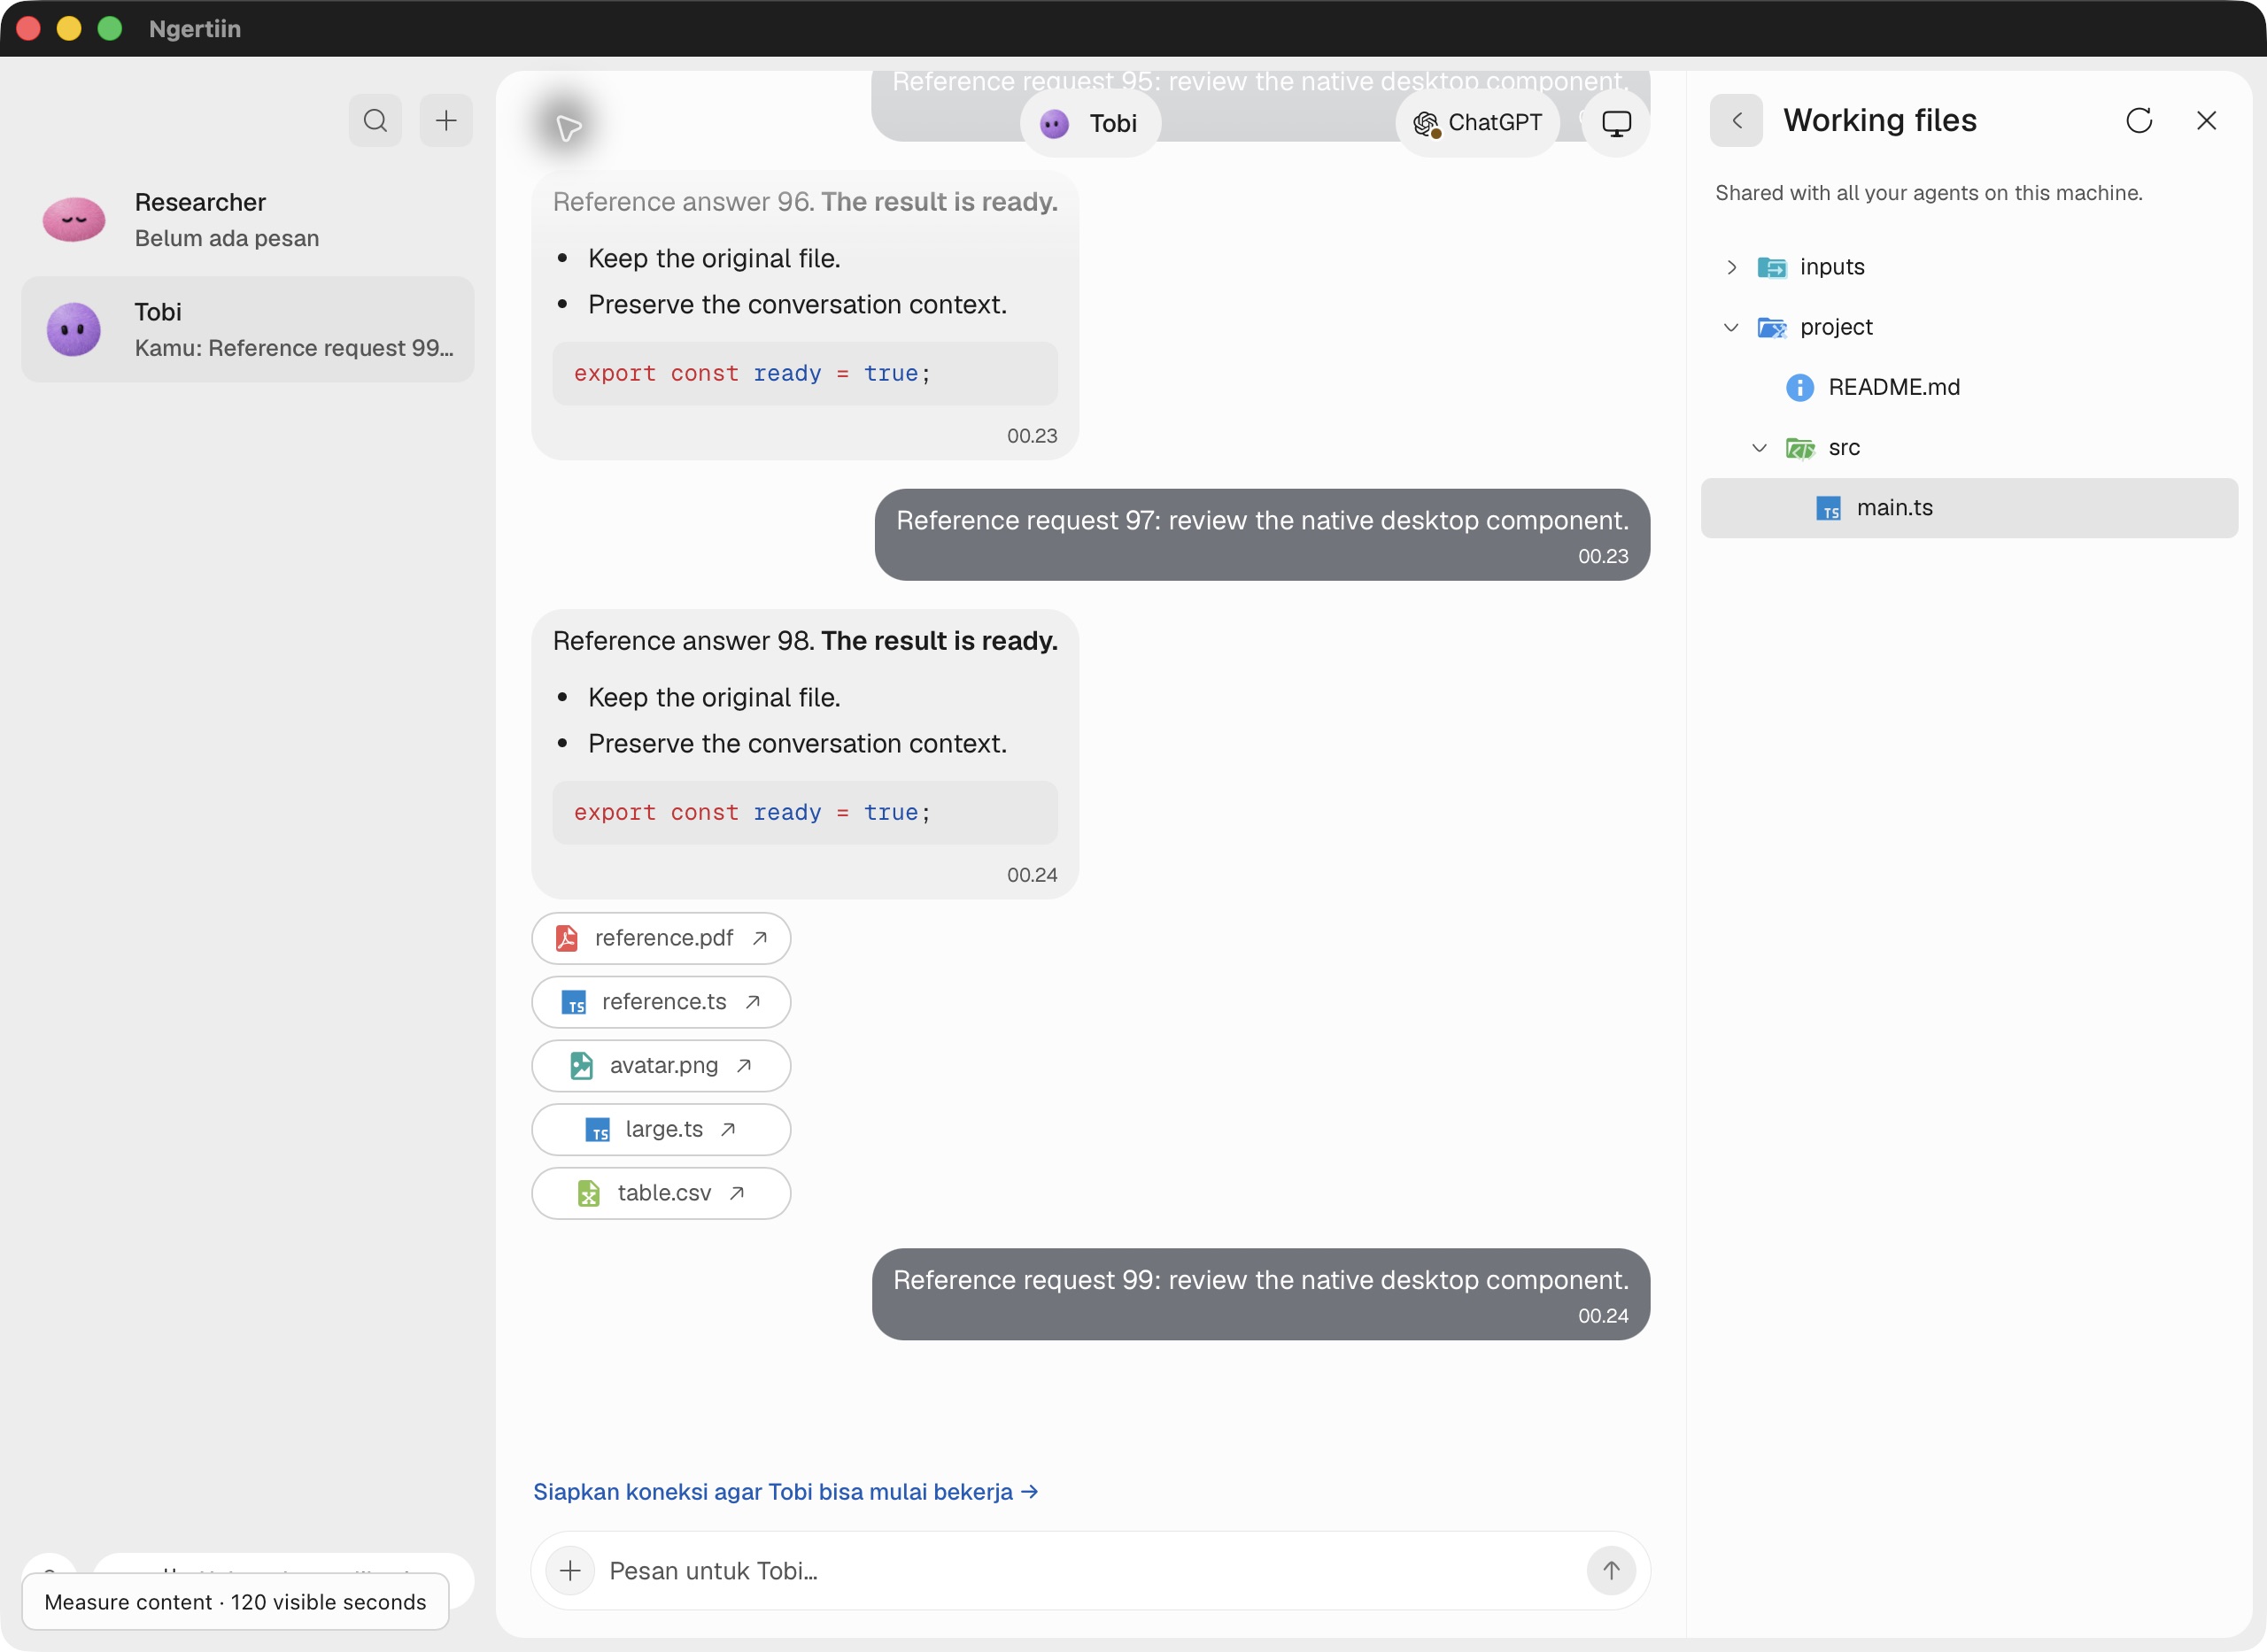 Ngertiin
Researcher
Belum ada pesan
Tobi
Kamu: Reference request 99...
Measure content · 120 visible seconds
Reference request 95: review the native desktop component.
Tobi
ChatGPT
Reference answer 96. The result is ready.
• Keep the original file.
• Preserve the conversation context.
export const ready = true;
00.23
Reference request 97: review the native desktop component.
00.23
Reference answer 98. The result is ready.
• Keep the original file.
• Preserve the conversation context.
export const ready = true;
00.24
reference.pdf
TS reference.ts
avatar.png
TS large.ts
table.csv
Reference request 99: review the native desktop component.
00.24
Siapkan koneksi agar Tobi bisa mulai bekerja →
Pesan untuk Tobi...
Working files
Shared with all your agents on this machine.
inputs
project
README.md
src
TS main.ts